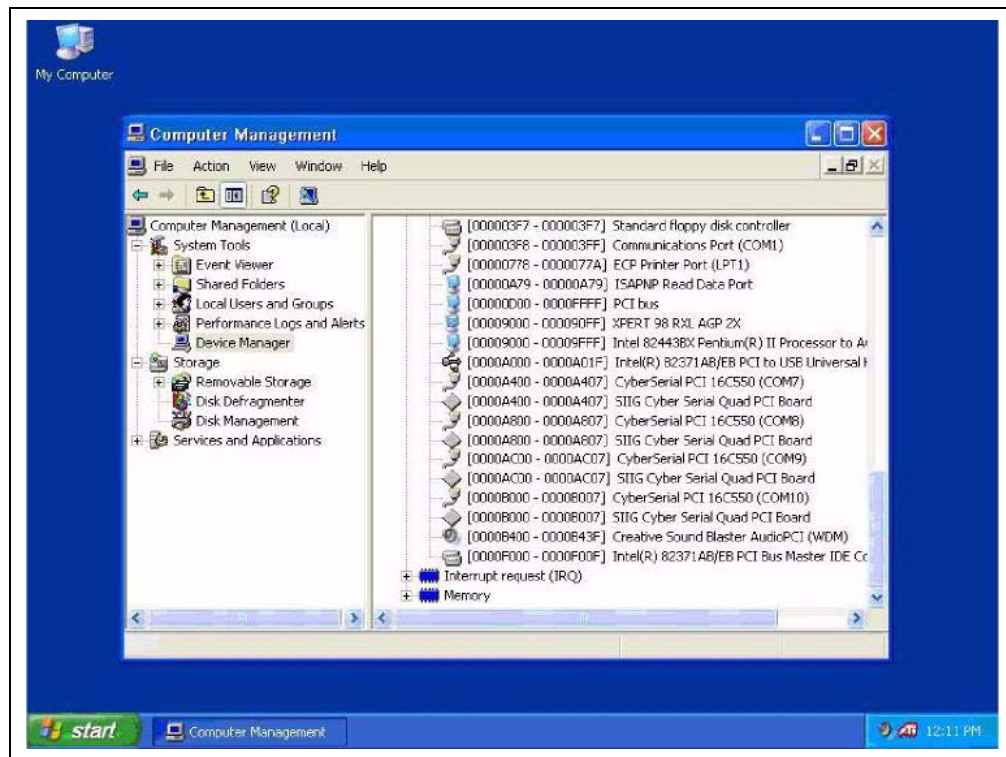 My Computer
Computer Management
File Action View Window Help
Computer Management (Local)
System Tools
Event Viewer
Shared Folders
Local Users and Groups
Performance Logs and Alerts
Device Manager
Storage
Removable Storage
Disk Defragmenter
Disk Management
Services and Applications
[000003F7 - 000003F7] Standard floppy disk controller
[000003F8 - 000003FF] Communications Port (COM1)
[00000778 - 0000077A] ECP Printer Port (LPT1)
[00000A79 - 00000A79] ISAPNP Read Data Port
[00000D00 - 0000FFFF] PCI bus
[00009000 - 000090FF] XPERT 98 RXL AGP 2X
[00009000 - 00009FFF] Intel 82443BX Pentium(R) II Processor to A
[0000A000 - 0000A01F] Intel(R) 82371AB/EB PCI to USB Universal H
[0000A400 - 0000A407] CyberSerial PCI 16C550 (COM7)
[0000A400 - 0000A407] SIIG Cyber Serial Quad PCI Board
[0000A800 - 0000A807] CyberSerial PCI 16C550 (COM8)
[0000A800 - 0000A807] SIIG Cyber Serial Quad PCI Board
[0000AC00 - 0000AC07] CyberSerial PCI 16C550 (COM9)
[0000AC00 - 0000AC07] SIIG Cyber Serial Quad PCI Board
[0000B000 - 0000B007] CyberSerial PCI 16C550 (COM10)
[0000B000 - 0000B007] SIIG Cyber Serial Quad PCI Board
[0000B400 - 0000B43F] Creative Sound Blaster AudioPCI (WDM)
[0000F000 - 0000F00F] Intel(R) 82371AB/EB PCI Bus Master IDE Co
Interrupt request (IRQ)
Memory
start
Computer Management
ATI
12:11 PM